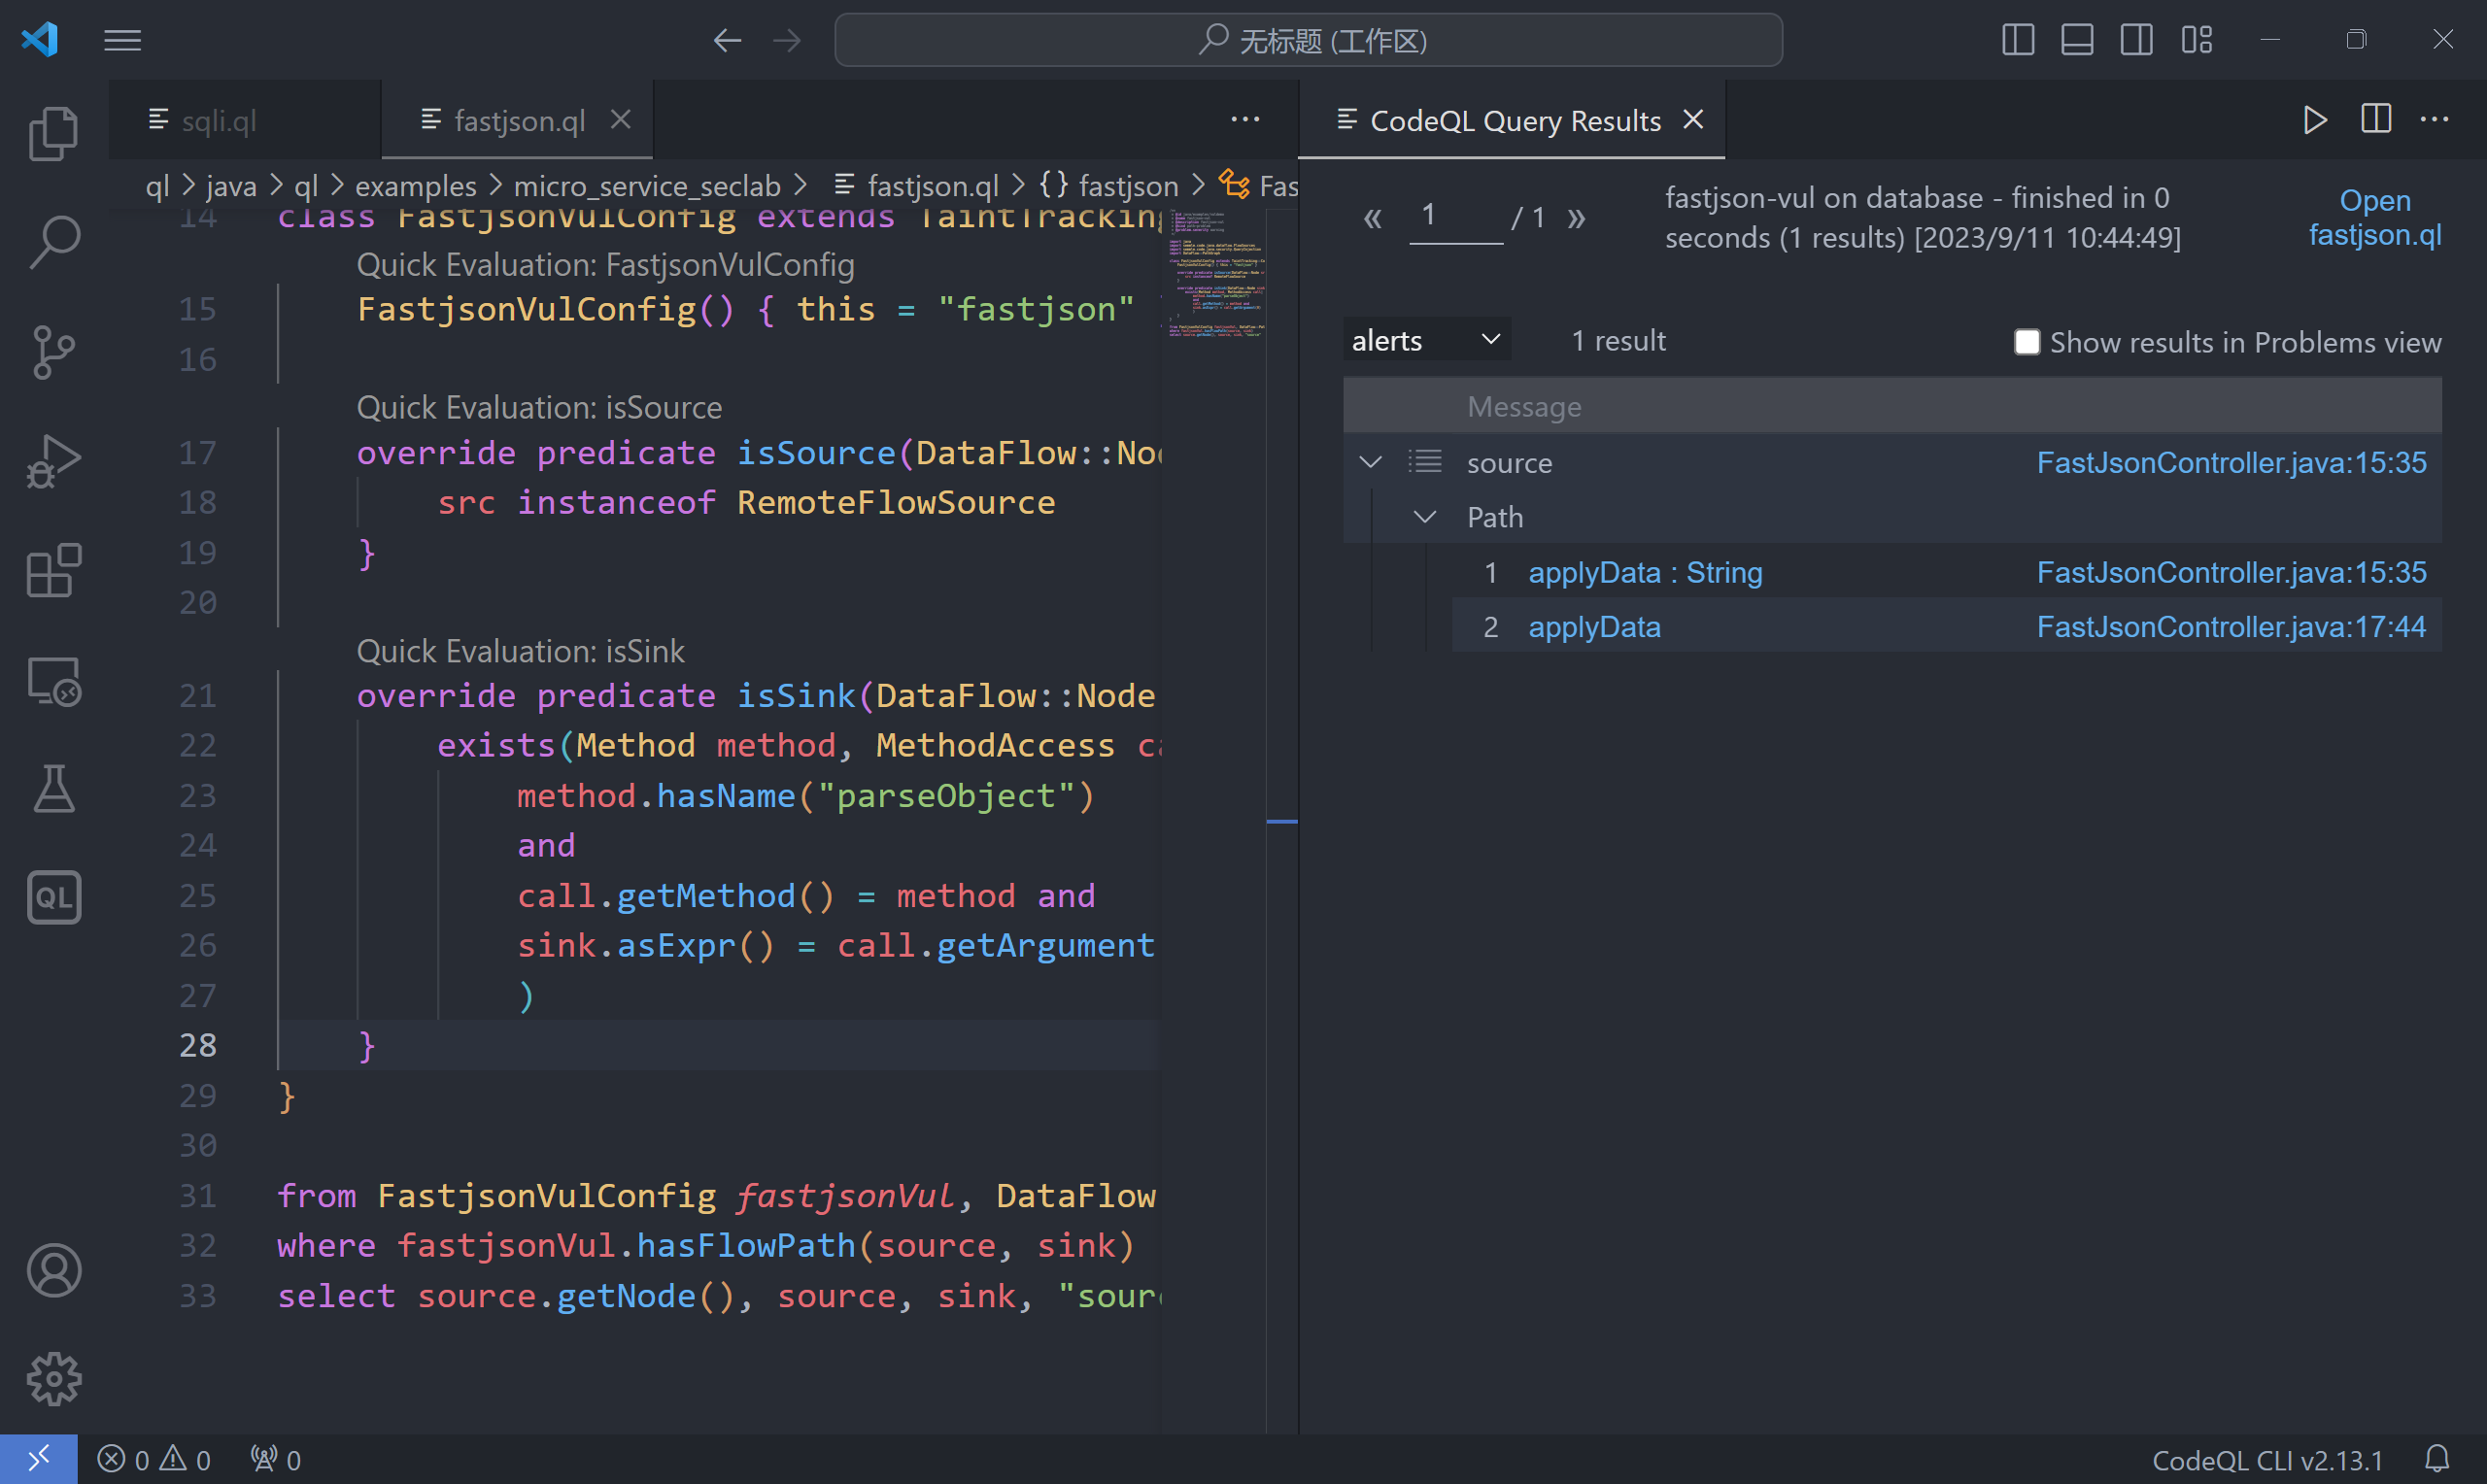 无标题 (工作区)
sqli.ql
fastjson.ql
ql > java > ql > examples > micro_service_seclab > fastjson.ql > {} fastjson > Fas
14 class FastjsonVulConfig extends TaintTracking
Quick Evaluation: FastjsonVulConfig
15 FastjsonVulConfig() { this = "fastjson"
16
Quick Evaluation: isSource
17 override predicate isSource(DataFlow::Nod
18 src instanceof RemoteFlowSource
19 }
20
Quick Evaluation: isSink
21 override predicate isSink(DataFlow::Node
22 exists(Method method, MethodAccess ca
23 method.hasName("parseObject")
24 and
25 call.getMethod() = method and
26 sink.asExpr() = call.getArgument
27 )
28 }
29 }
30
31 from FastjsonVulConfig fastjsonVul, DataFlow
32 where fastjsonVul.hasFlowPath(source, sink)
33 select source.getNode(), source, sink, "sour
CodeQL Query Results
« 1 / 1 »
fastjson-vul on database - finished in 0
seconds (1 results) [2023/9/11 10:44:49]
Open
fastjson.ql
alerts
1 result
Show results in Problems view
Message
source FastJsonController.java:15:35
Path
1 applyData : String FastJsonController.java:15:35
2 applyData FastJsonController.java:17:44
QL
0 0 0
CodeQL CLI v2.13.1